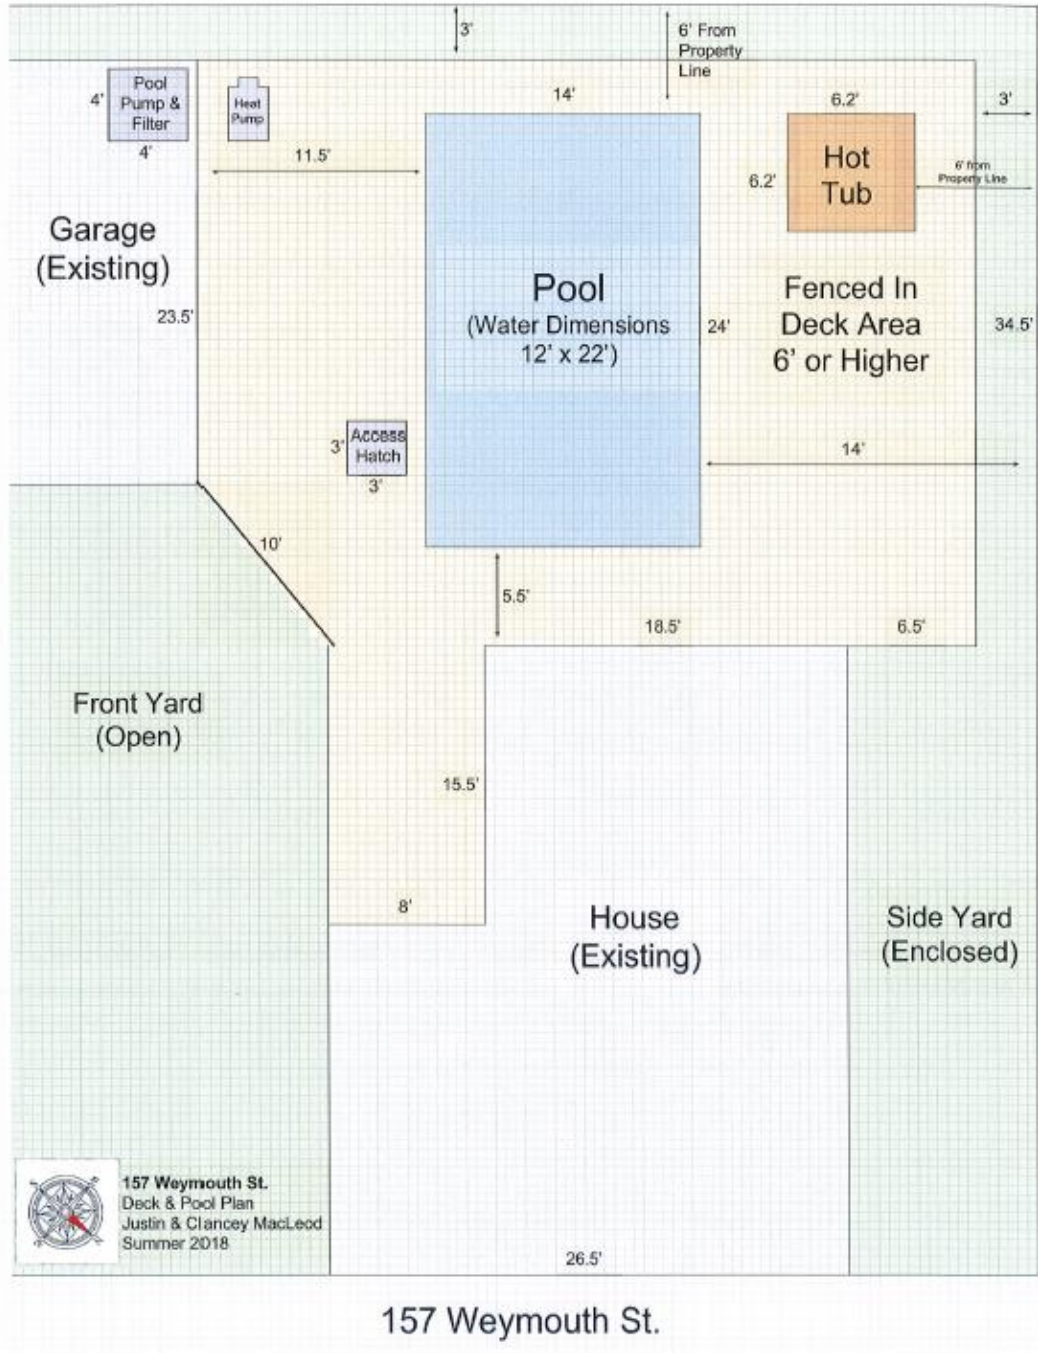 3'
6' From
Property
Line
Pool
Pump &
Filter
4'
4'
Heat
Pump
14'
6.2'
3'
11.5'
Hot
Tub
6.2'
6' from
Property Line
Garage
(Existing)
23.5'
Pool
(Water Dimensions
12' x 22')
24'
Fenced In
Deck Area
6' or Higher
34.5'
Access
Hatch
3'
3'
14'
10'
5.5'
18.5'
6.5'
Front Yard
(Open)
15.5'
8'
House
(Existing)
Side Yard
(Enclosed)
157 Weymouth St.
Deck & Pool Plan
Justin & Clancey MacLeod
Summer 2018
26.5'
157 Weymouth St.